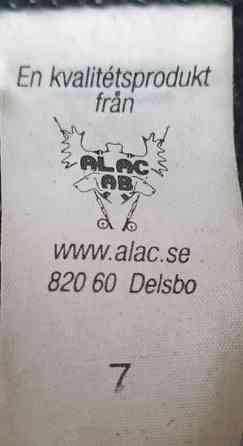 En kvalitétsprodukt
från
ALAC
AB
www.alac.se
820 60 Delsbo
7